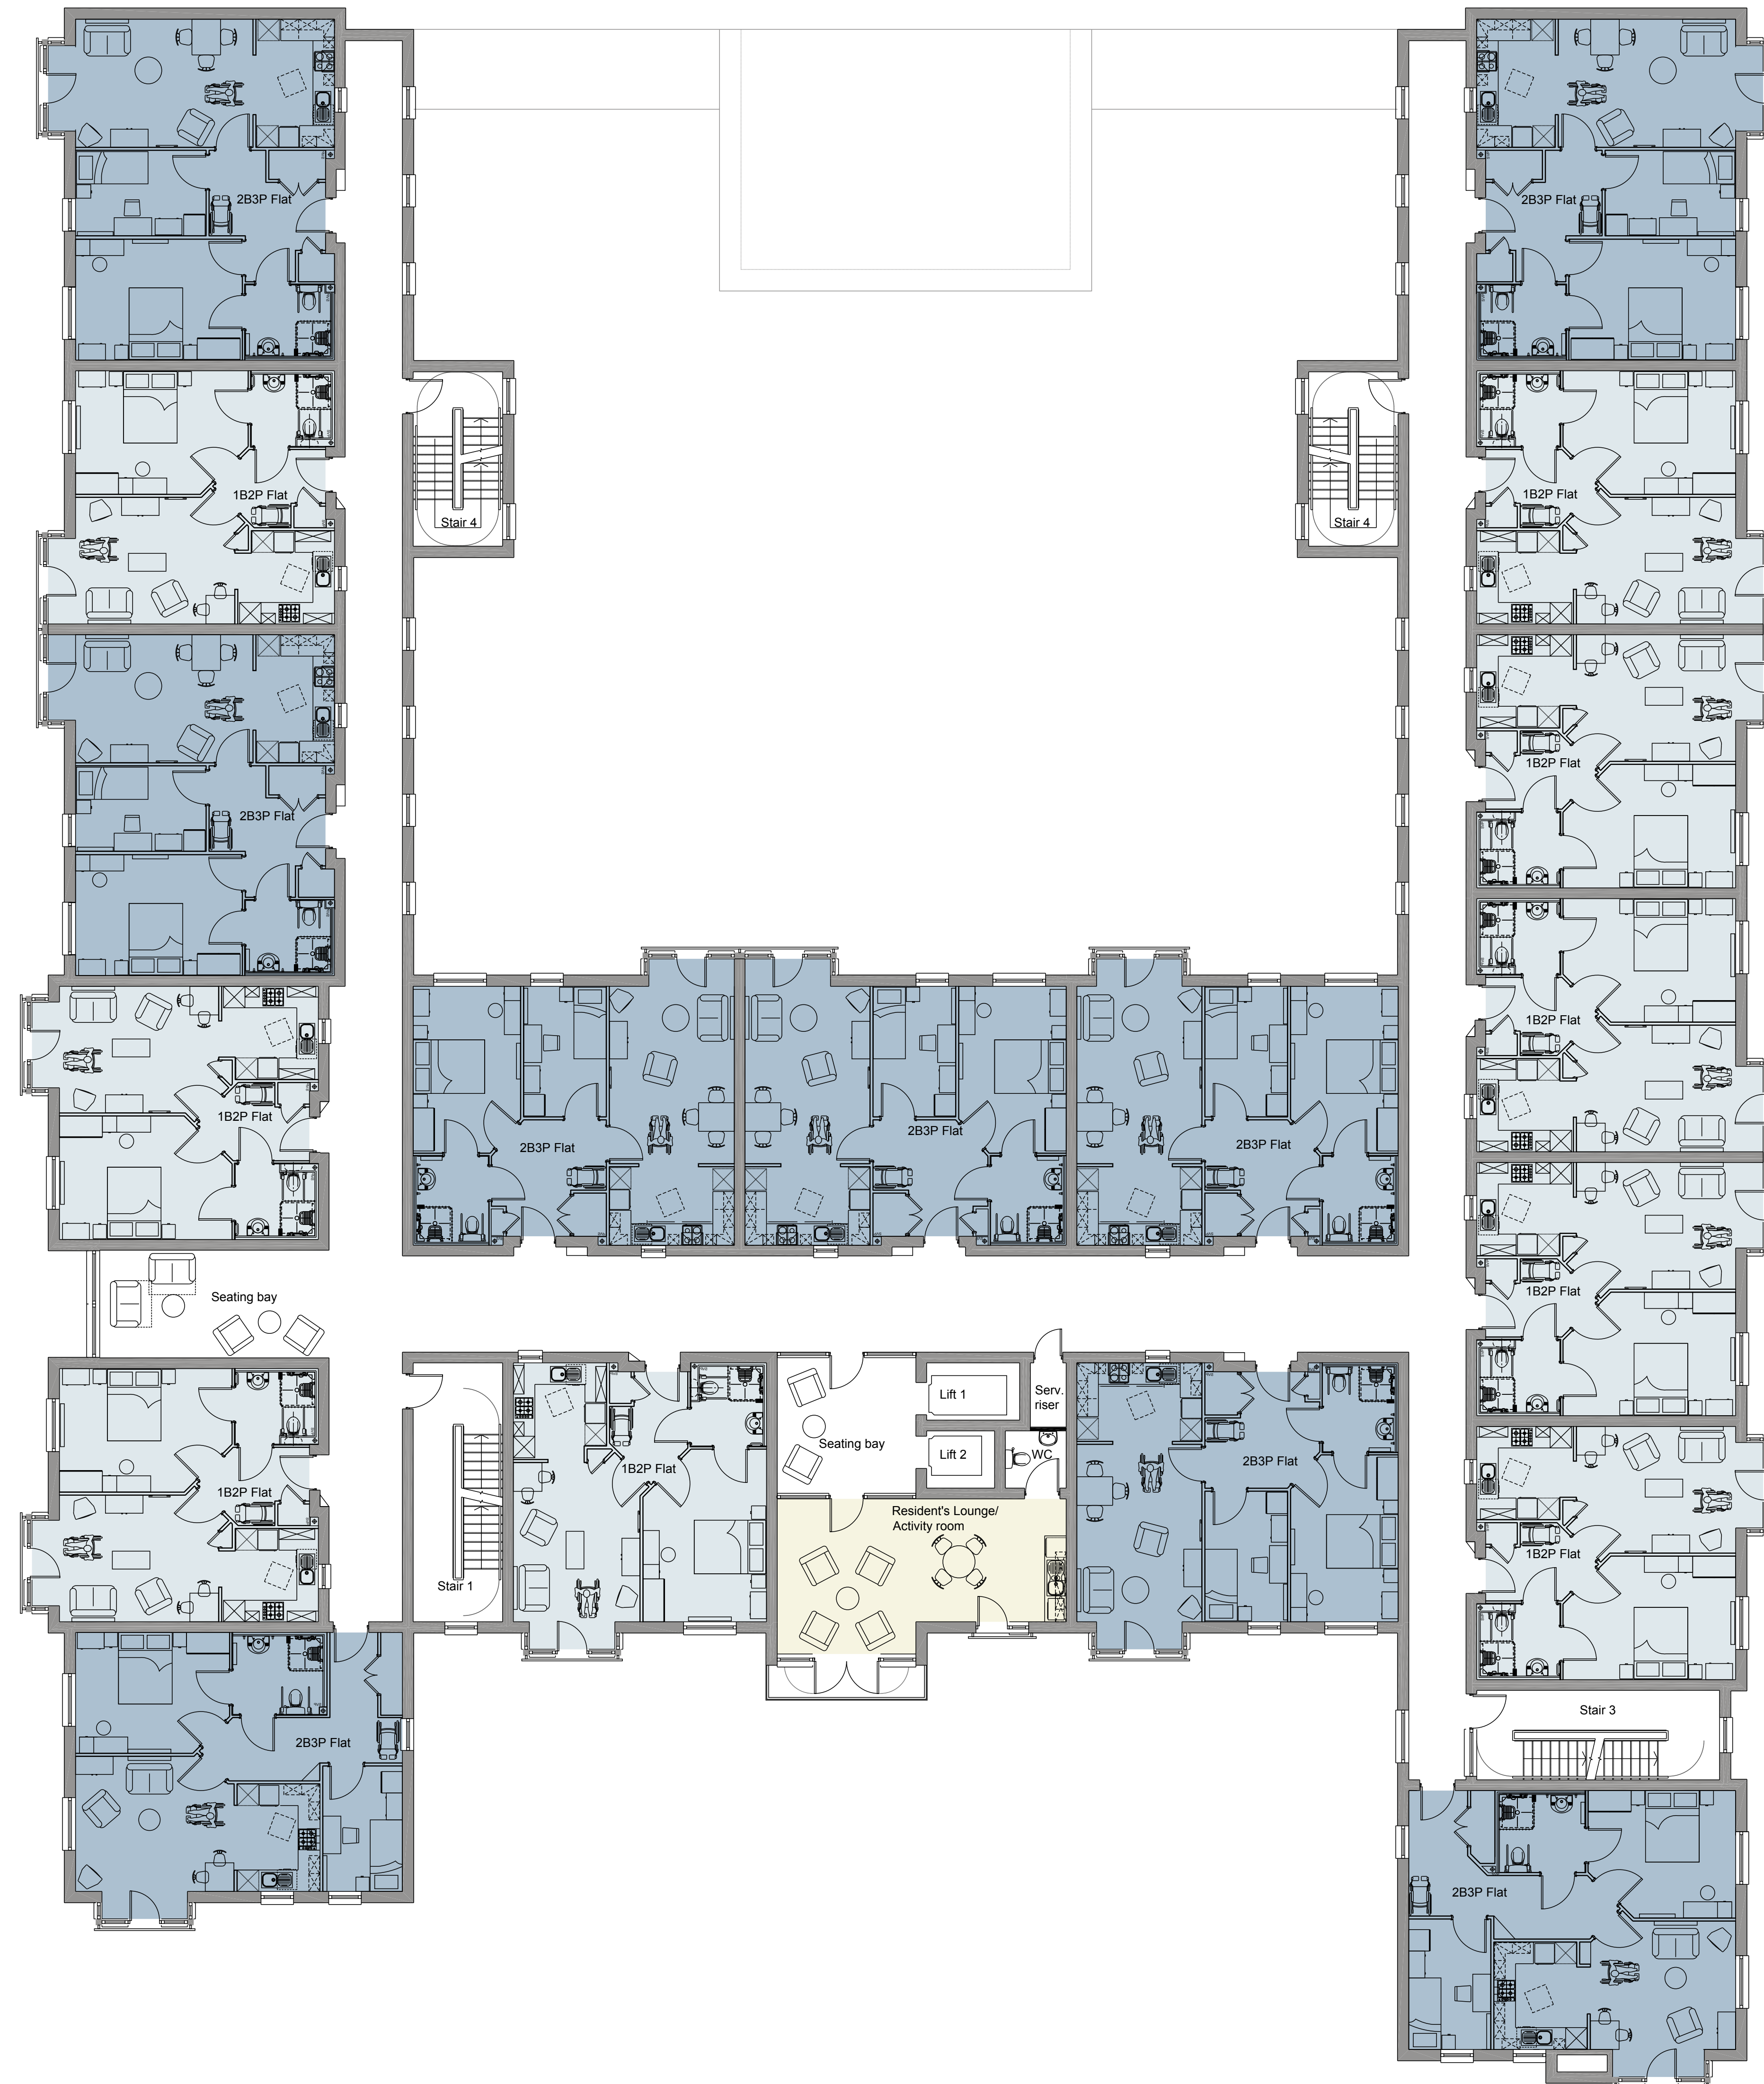 2B3P Flat
2B3P Flat
1B2P Flat
1B2P Flat
Stair 4
Stair 4
1B2P Flat
2B3P Flat
1B2P Flat
1B2P Flat
2B3P Flat
2B3P Flat
2B3P Flat
1B2P Flat
Seating bay
Lift 1
Serv.
riser
Seating bay
Lift 2
WC
1B2P Flat
2B3P Flat
1B2P Flat
Resident's Lounge/
Activity room
1B2P Flat
Stair 1
Stair 3
2B3P Flat
2B3P Flat